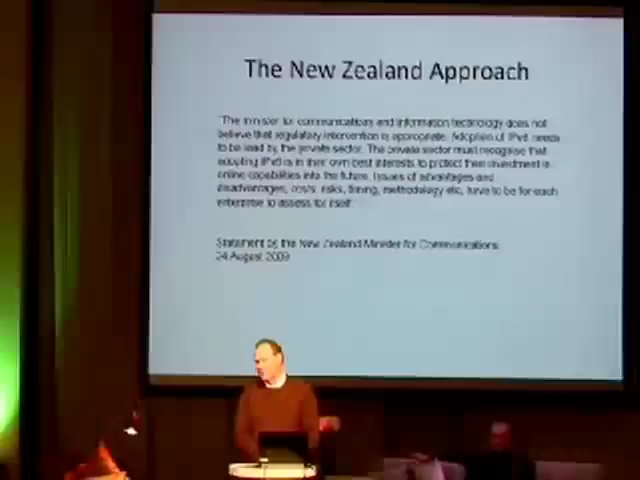 The New Zealand Approach
"The minister for communications and information technology does not
believe that regulatory intervention is appropriate. Adoption of IPv6 needs
to be lead by the private sector. The private sector must recognise that
adopting IPv6 is in their own best interests to protect their investment in
online capabilities into the future. Issues of advantages and
disadvantages, costs, risks, timing, methodology etc, have to be for each
enterprise to assess for itself"
Statement by the New Zealand Minister for Communications
24 August 2009